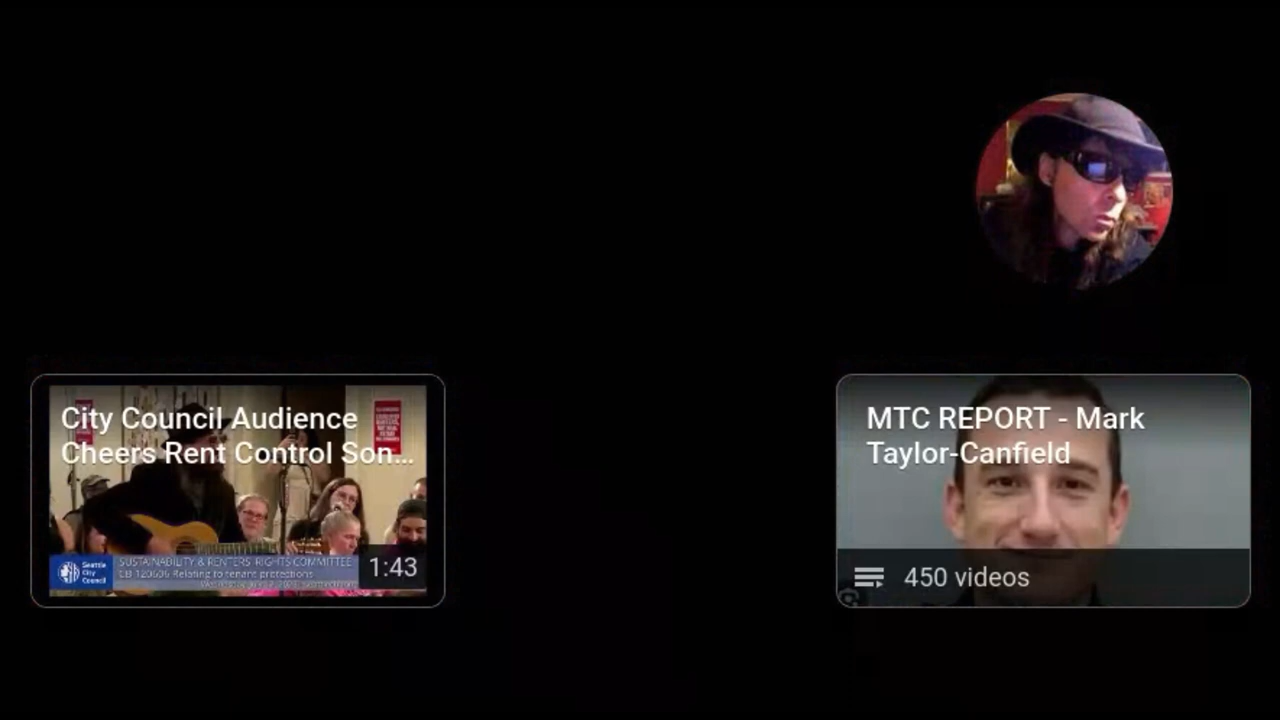 City Council Audience
Cheers Rent Control Son...
Seattle
City
Council
SUSTAINABILITY & RENTERS' RIGHTS COMMITTEE
CB 120606 Relating to tenant protections
1:43
MTC REPORT - Mark
Taylor-Canfield
450 videos